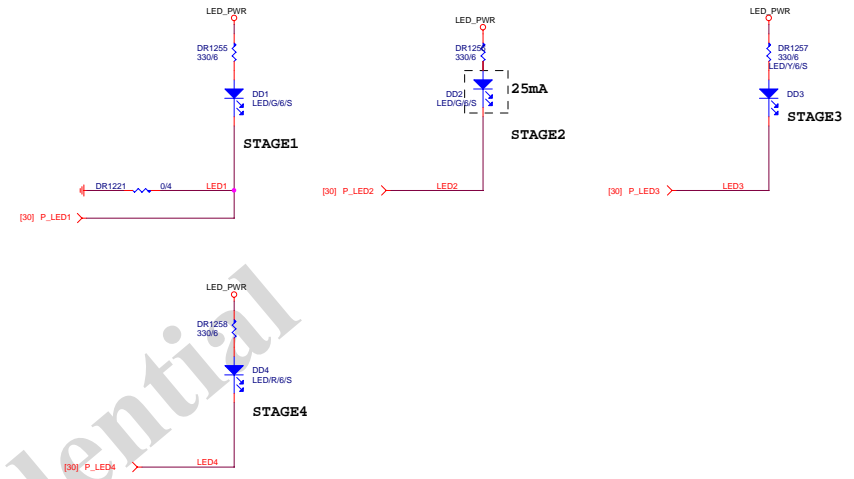 LED_PWR
DR1255
330/6
DD1
LED/G/6/S
STAGE1
DR1221
0/4
LED1
[30] P_LED1
LED_PWR
330/6
DD2
LED/G/6/S
25mA
STAGE2
[30] P_LED2
LED2
LED_PWR
DR1257
330/6
LED/Y/6/S
DD3
STAGE3
[30] P_LED3
LED3
LED_PWR
DR1258
330/6
DD4
LED/R/6/S
STAGE4
[30] P_LED4
LED4
dential